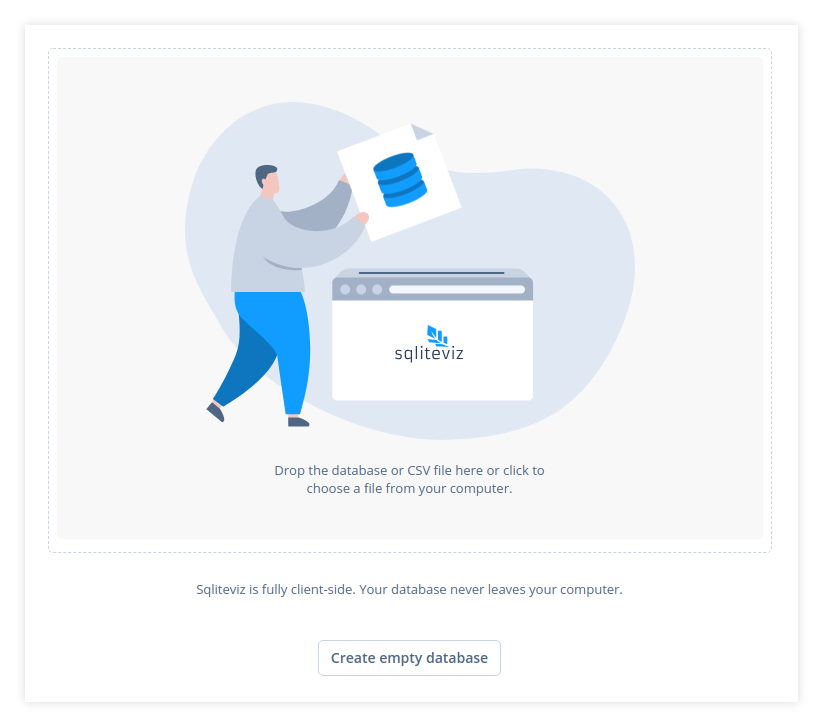 sqliteviz
Drop the database or CSV file here or click to
choose a file from your computer.
Sqliteviz is fully client-side. Your database never leaves your computer.
Create empty database